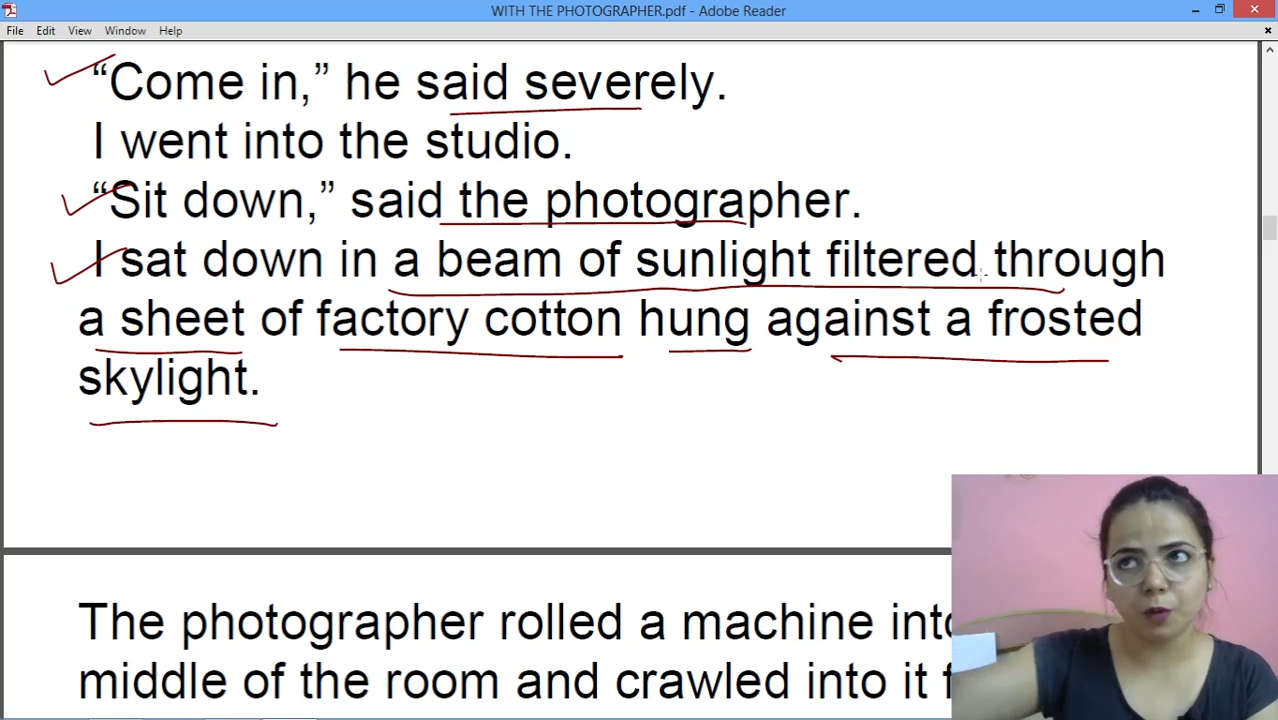 WITH THE PHOTOGRAPHER.pdf - Adobe Reader
File Edit View Window Help
“Come in,” he said severely.
I went into the studio.
“Sit down,” said the photographer.
I sat down in a beam of sunlight filtered through
a sheet of factory cotton hung against a frosted
skylight.
The photographer rolled a machine into
middle of the room and crawled into it